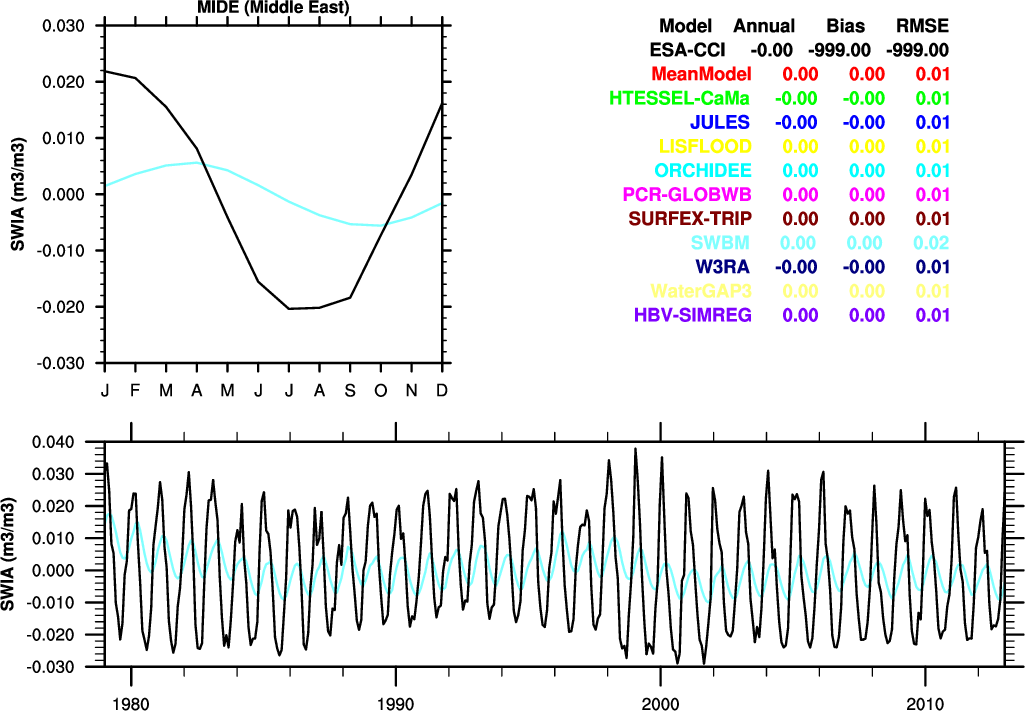 MIDE (Middle East)
0.030
0.020
0.010
0.000
-0.010
-0.020
-0.030
SWIA (m3/m3)
J F M A M J J A S O N D
Model Annual Bias RMSE
ESA-CCI -0.00 -999.00 -999.00
MeanModel 0.00 0.00 0.01
HTESSEL-CaMa -0.00 -0.00 0.01
JULES -0.00 -0.00 0.01
LISFLOOD 0.00 0.00 0.01
ORCHIDEE 0.00 0.00 0.01
PCR-GLOBWB 0.00 0.00 0.01
SURFEX-TRIP 0.00 0.00 0.01
SWBM 0.00 0.00 0.02
W3RA -0.00 -0.00 0.01
WaterGAP3 0.00 0.00 0.01
HBV-SIMREG 0.00 0.00 0.01
0.040
0.030
0.020
0.010
0.000
-0.010
-0.020
-0.030
SWIA (m3/m3)
1980 1990 2000 2010